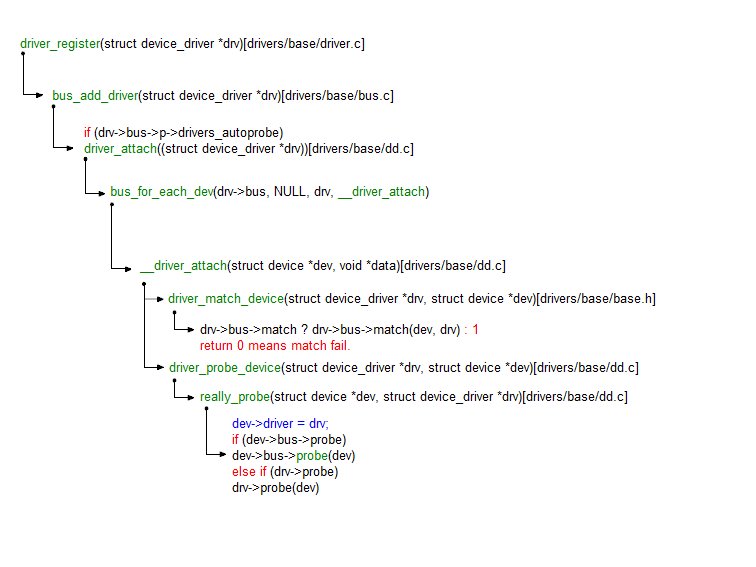 driver_register(struct device_driver *drv)[drivers/base/driver.c]
bus_add_driver(struct device_driver *drv)[drivers/base/bus.c]
if (drv->bus->p->drivers_autoprobe)
driver_attach((struct device_driver *drv))[drivers/base/dd.c]
bus_for_each_dev(drv->bus, NULL, drv, __driver_attach)
__driver_attach(struct device *dev, void *data)[drivers/base/dd.c]
driver_match_device(struct device_driver *drv, struct device *dev)[drivers/base/base.h]
drv->bus->match ? drv->bus->match(dev, drv) : 1
return 0 means match fail.
driver_probe_device(struct device_driver *drv, struct device *dev)[drivers/base/dd.c]
really_probe(struct device *dev, struct device_driver *drv)[drivers/base/dd.c]
dev->driver = drv;
if (dev->bus->probe)
dev->bus->probe(dev)
else if (drv->probe)
drv->probe(dev)